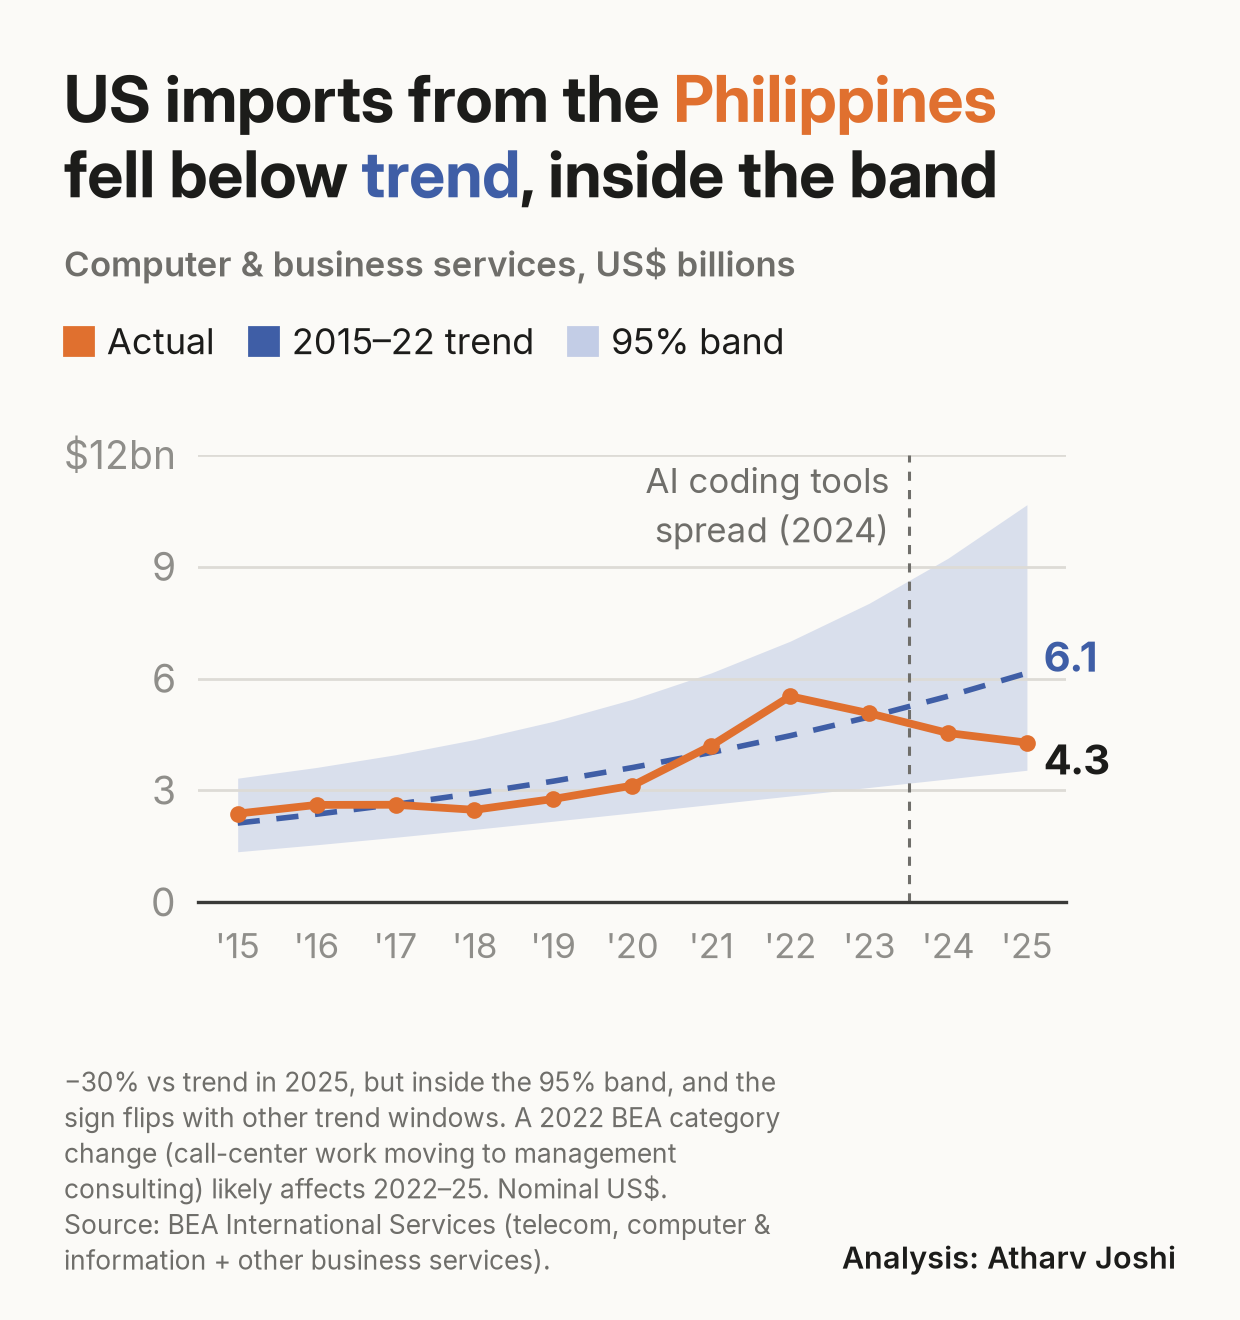 US imports from the Philippines
fell below trend, inside the band
Computer & business services, US$ billions
Actual 2015–22 trend 95% band
$12bn
AI coding tools
spread (2024)
9
6.1
6
4.3
3
0
'15 '16 '17 '18 '19 '20 '21 '22 '23 '24 '25
−30% vs trend in 2025, but inside the 95% band, and the
sign flips with other trend windows. A 2022 BEA category
change (call-center work moving to management
consulting) likely affects 2022–25. Nominal US$.
Source: BEA International Services (telecom, computer &
information + other business services).
Analysis: Atharv Joshi